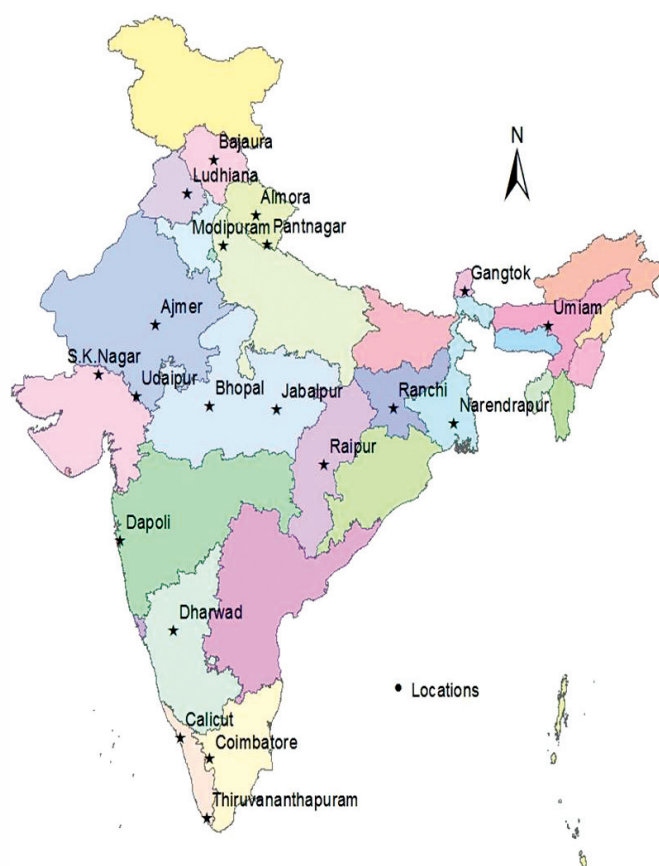 N
Bajaura
Ludhiana
Almora
Modipuram Pantnagar
Gangtok
Umiam
Ajmer
S.K.Nagar
Udaipur
Bhopal
Jabalpur
Ranchi
Narendrapur
Raipur
Dapoli
Dharwad
Locations
Calicut
Coimbatore
Thiruvananthapuram